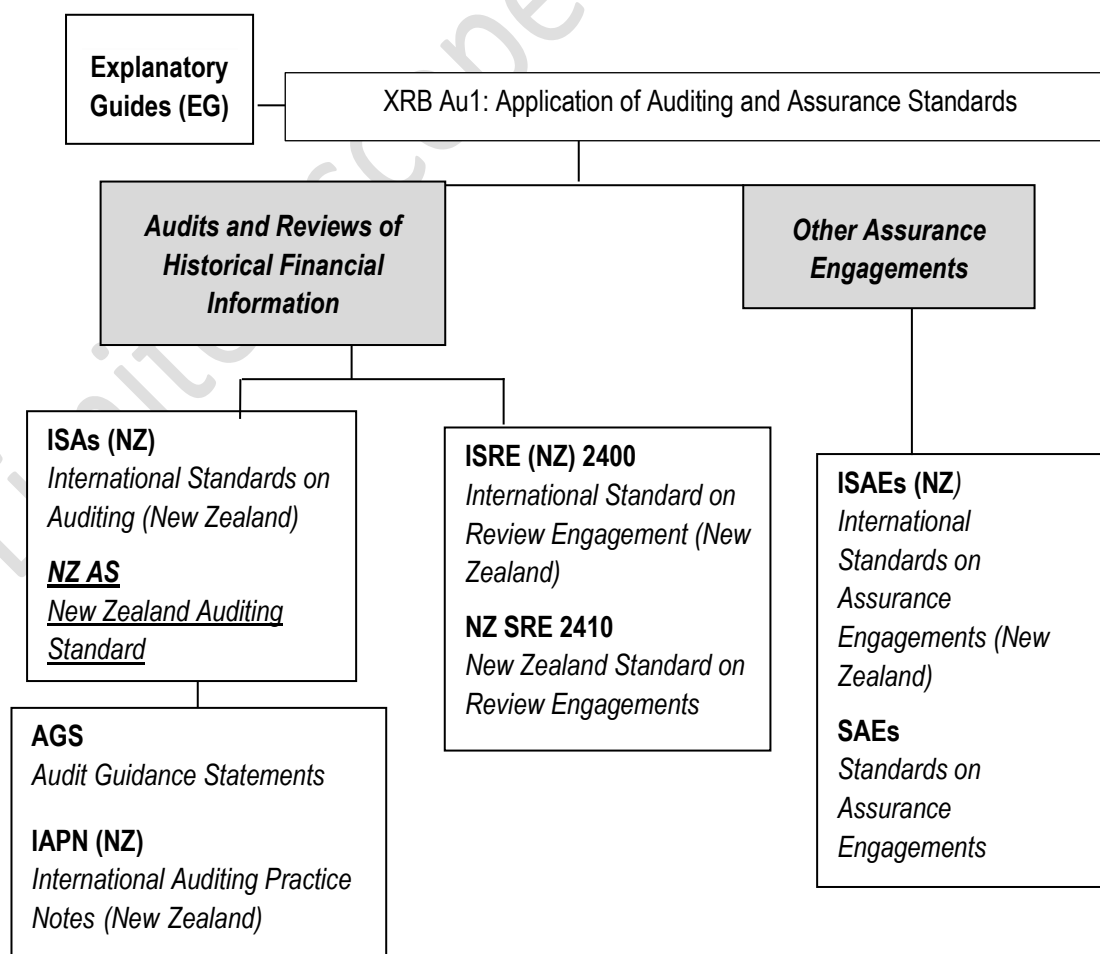 Explanatory
Guides (EG)
XRB Au1: Application of Auditing and Assurance Standards
Audits and Reviews of
Historical Financial
Information
Other Assurance
Engagements
ISAs (NZ)
International Standards on
Auditing (New Zealand)
NZ AS
New Zealand Auditing
Standard
ISRE (NZ) 2400
International Standard on
Review Engagement (New
Zealand)
NZ SRE 2410
New Zealand Standard on
Review Engagements
ISAEs (NZ)
International
Standards on
Assurance
Engagements (New
Zealand)
SAEs
Standards on
Assurance
Engagements
AGS
Audit Guidance Statements
IAPN (NZ)
International Auditing Practice
Notes (New Zealand)